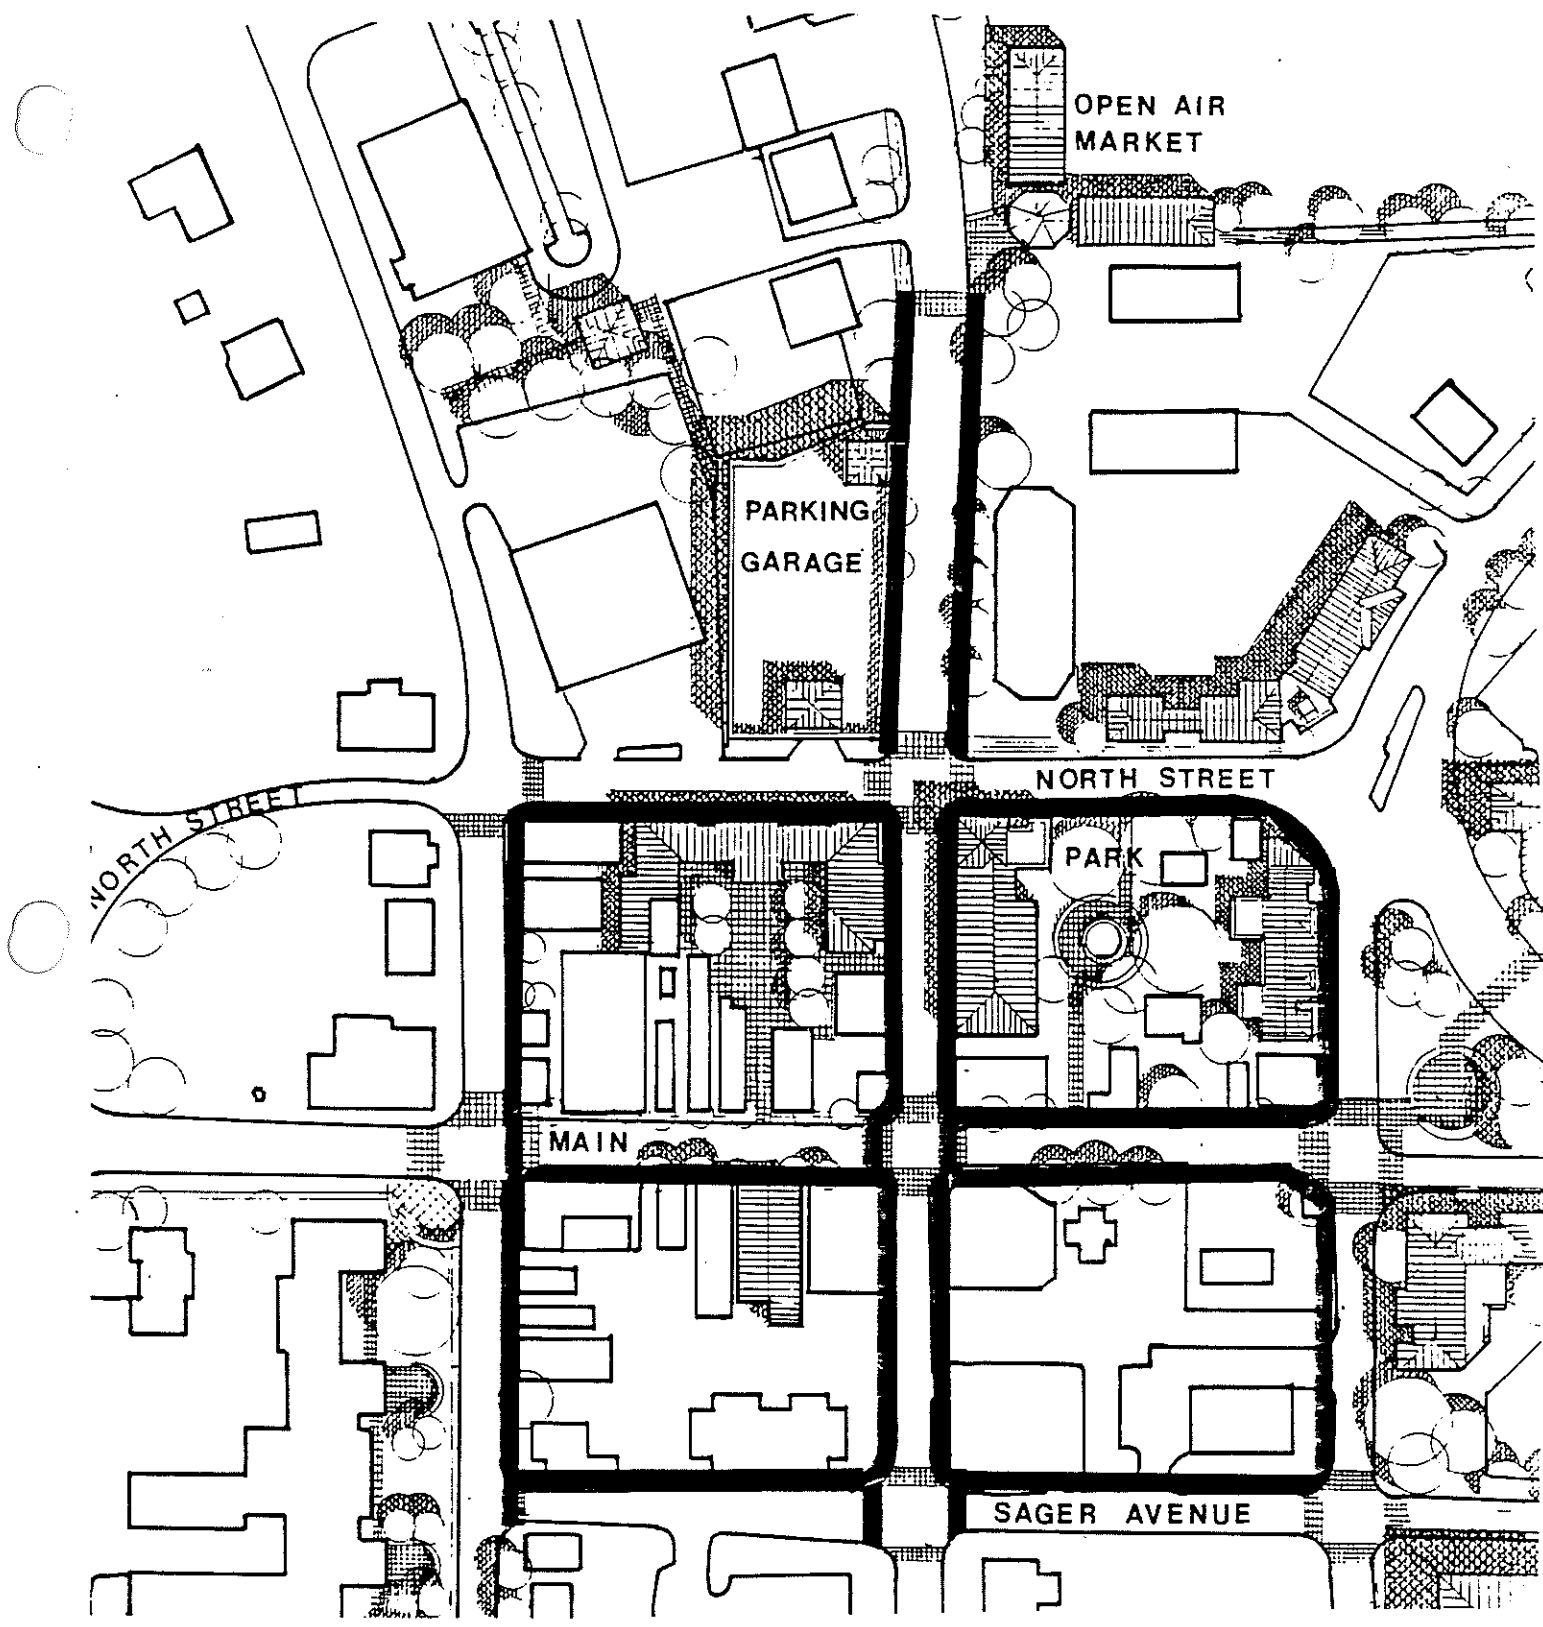 OPEN AIR
MARKET
PARKING
GARAGE
NORTH STREET
NORTH STREET
PARK
MAIN
SAGER AVENUE